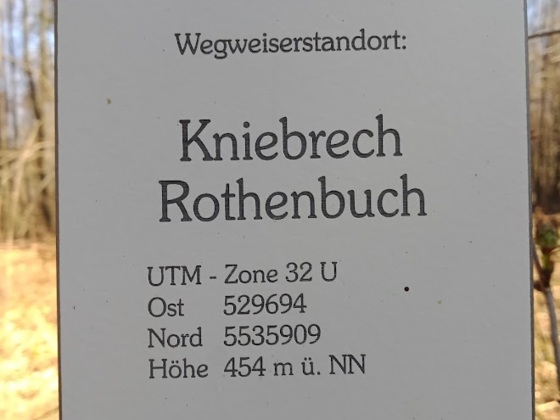 Wegweiserstandort:
Kniebrech
Rothenbuch
UTM - Zone 32 U
Ost 529694
Nord 5535909
Höhe 454 m ü. NN